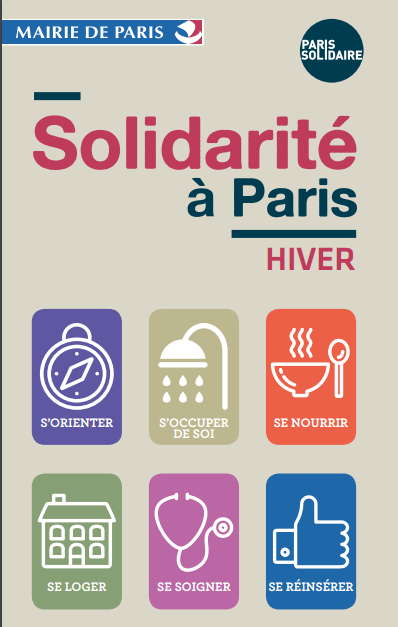 MAIRIE DE PARIS
PARIS
SOLIDAIRE
Solidarité
à Paris
HIVER
S'ORIENTER
S'OCCUPER
DE SOI
SE NOURRIR
SE LOGER
SE SOIGNER
SE RÉINSÉRER